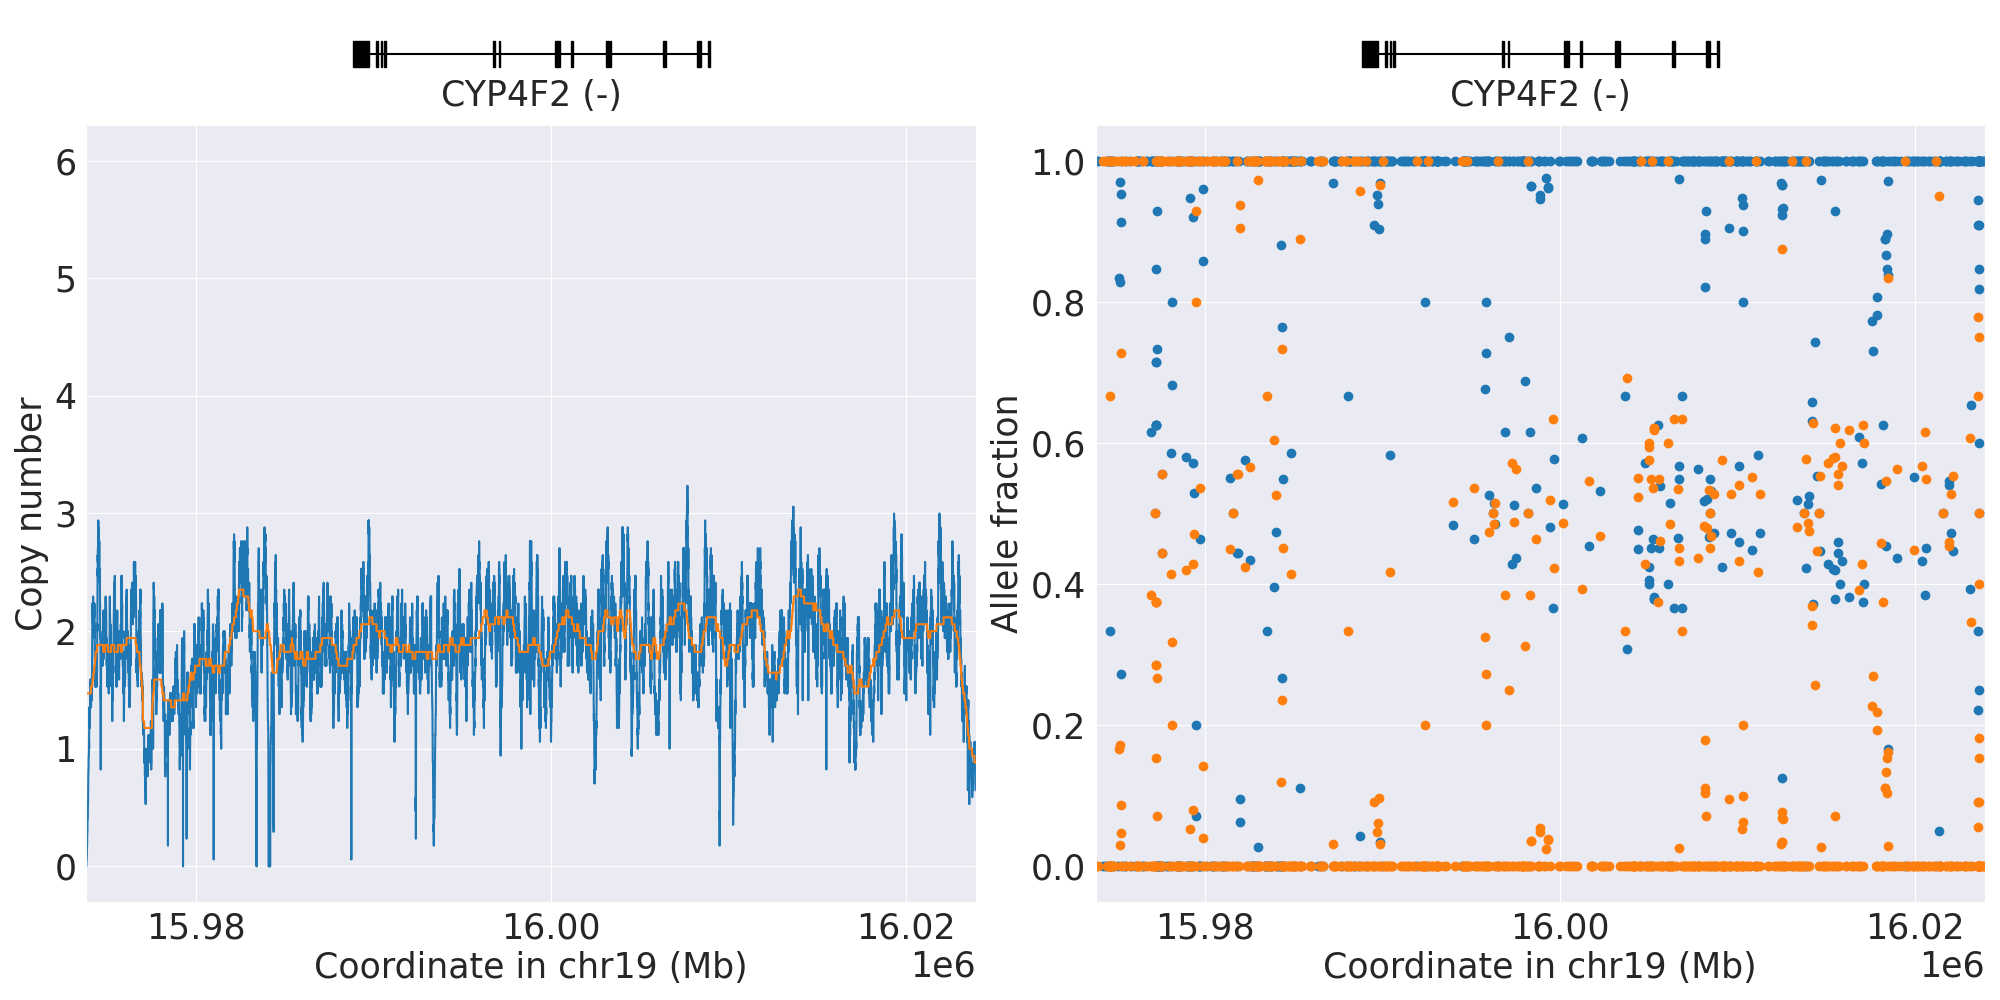 CYP4F2 (-)
CYP4F2 (-)
Copy number
6
5
4
3
2
1
0
15.98
16.00
16.02
Coordinate in chr19 (Mb)
1e6
Allele fraction
1.0
0.8
0.6
0.4
0.2
0.0
15.98
16.00
16.02
Coordinate in chr19 (Mb)
1e6